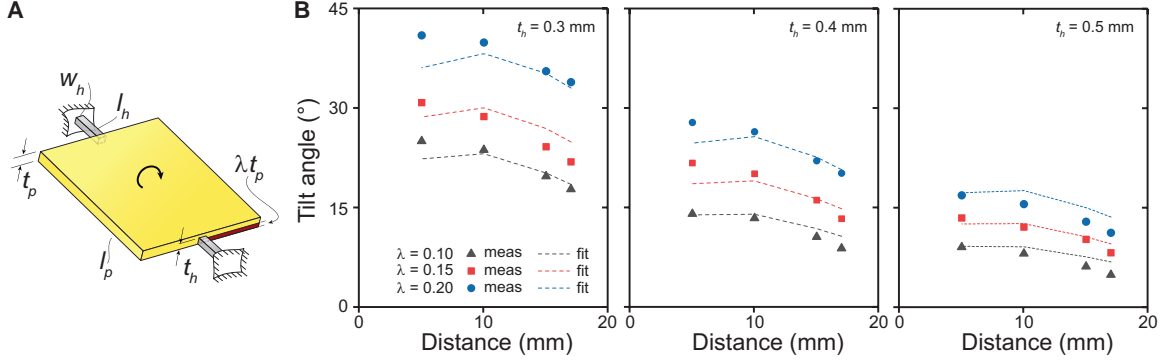 A
w_h
l_h
t_p
λt_p
l_p
t_h
B
Tilt angle (°)
45
30
15
0
t_h = 0.3 mm
λ = 0.10 meas fit
λ = 0.15 meas fit
λ = 0.20 meas fit
0 10 20
Distance (mm)
t_h = 0.4 mm
0 10 20
Distance (mm)
t_h = 0.5 mm
0 10 20
Distance (mm)